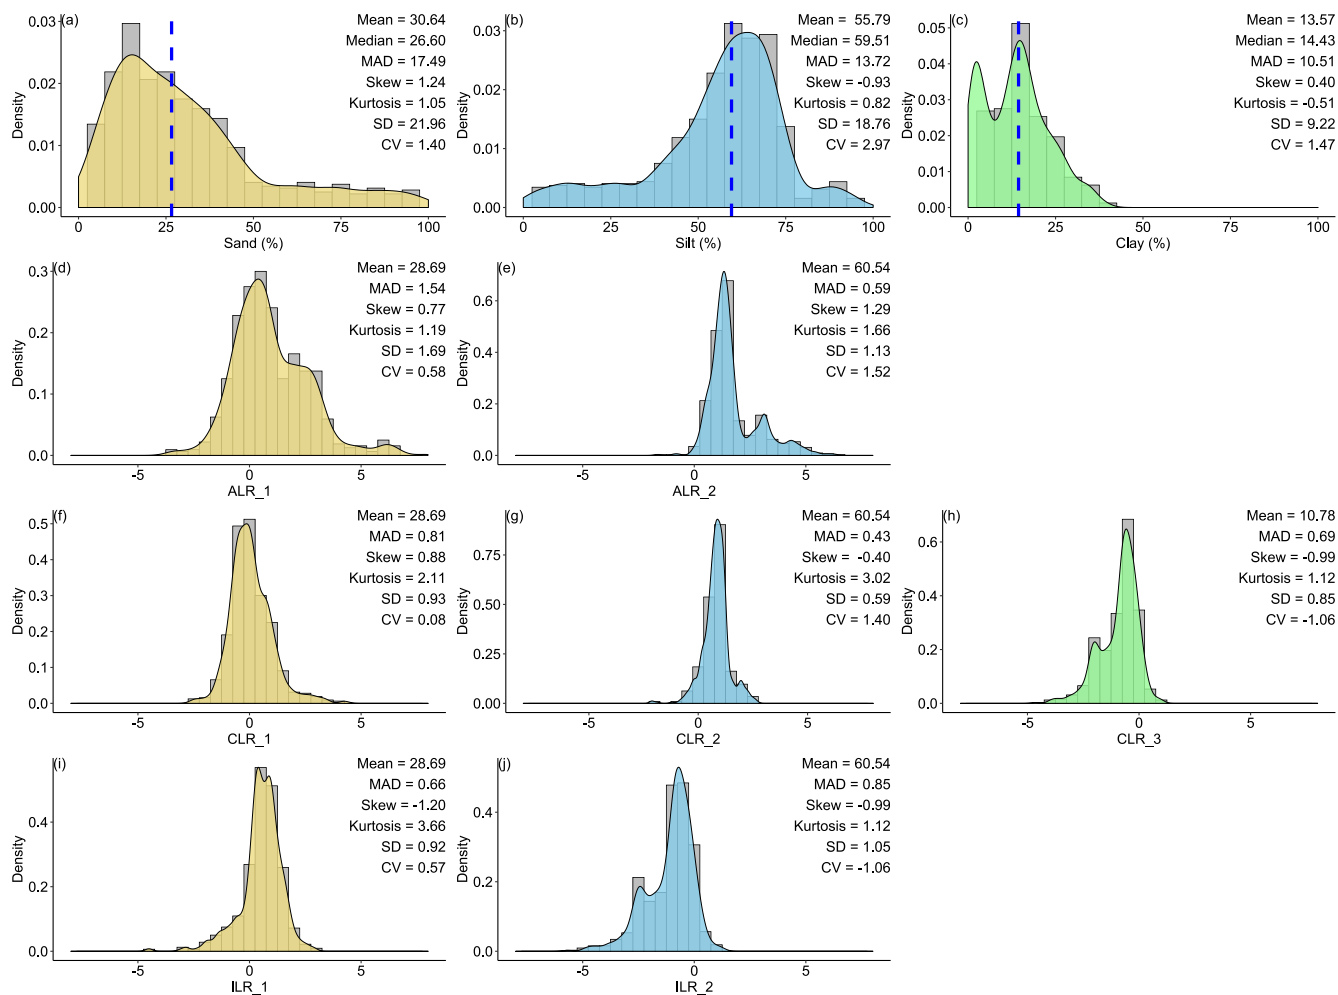 (a)
Mean = 30.64
Median = 26.60
MAD = 17.49
Skew = 1.24
Kurtosis = 1.05
SD = 21.96
CV = 1.40
Density
0.03
0.02
0.01
0.00
0
25
50
75
100
Sand (%)
(b)
Mean = 55.79
Median = 59.51
MAD = 13.72
Skew = -0.93
Kurtosis = 0.82
SD = 18.76
CV = 2.97
Density
0.03
0.02
0.01
0.00
0
25
50
75
100
Silt (%)
(c)
Mean = 13.57
Median = 14.43
MAD = 10.51
Skew = 0.40
Kurtosis = -0.51
SD = 9.22
CV = 1.47
Density
0.05
0.04
0.03
0.02
0.01
0.00
0
25
50
75
100
Clay (%)
(d)
Mean = 28.69
MAD = 1.54
Skew = 0.77
Kurtosis = 1.19
SD = 1.69
CV = 0.58
Density
0.3
0.2
0.1
0.0
-5
0
5
ALR_1
(e)
Mean = 60.54
MAD = 0.59
Skew = 1.29
Kurtosis = 1.66
SD = 1.13
CV = 1.52
Density
0.6
0.4
0.2
0.0
-5
0
5
ALR_2
(f)
Mean = 28.69
MAD = 0.81
Skew = 0.88
Kurtosis = 2.11
SD = 0.93
CV = 0.08
Density
0.5
0.4
0.3
0.2
0.1
0.0
-5
0
5
CLR_1
(g)
Mean = 60.54
MAD = 0.43
Skew = -0.40
Kurtosis = 3.02
SD = 0.59
CV = 1.40
Density
0.75
0.50
0.25
0.00
-5
0
5
CLR_2
(h)
Mean = 10.78
MAD = 0.69
Skew = -0.99
Kurtosis = 1.12
SD = 0.85
CV = -1.06
Density
0.6
0.4
0.2
0.0
-5
0
5
CLR_3
(i)
Mean = 28.69
MAD = 0.66
Skew = -1.20
Kurtosis = 3.66
SD = 0.92
CV = 0.57
Density
0.4
0.2
0.0
-5
0
5
ILR_1
(j)
Mean = 60.54
MAD = 0.85
Skew = -0.99
Kurtosis = 1.12
SD = 1.05
CV = -1.06
Density
0.4
0.2
0.0
-5
0
5
ILR_2